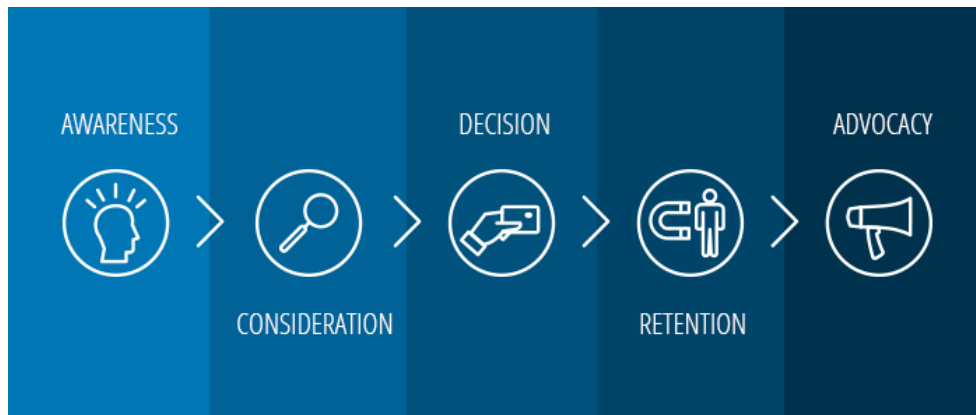 AWARENESS
CONSIDERATION
DECISION
RETENTION
ADVOCACY